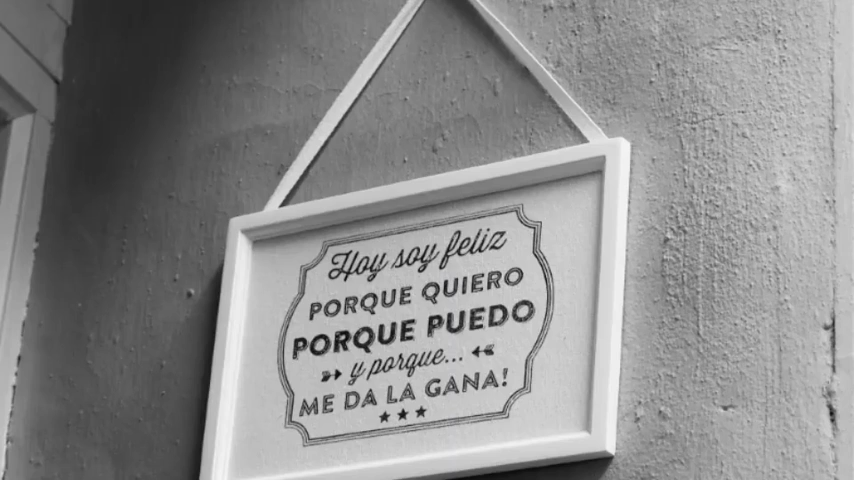 Hoy soy feliz
PORQUE QUIERO
PORQUE PUEDO
y porque...
ME DA LA GANA!